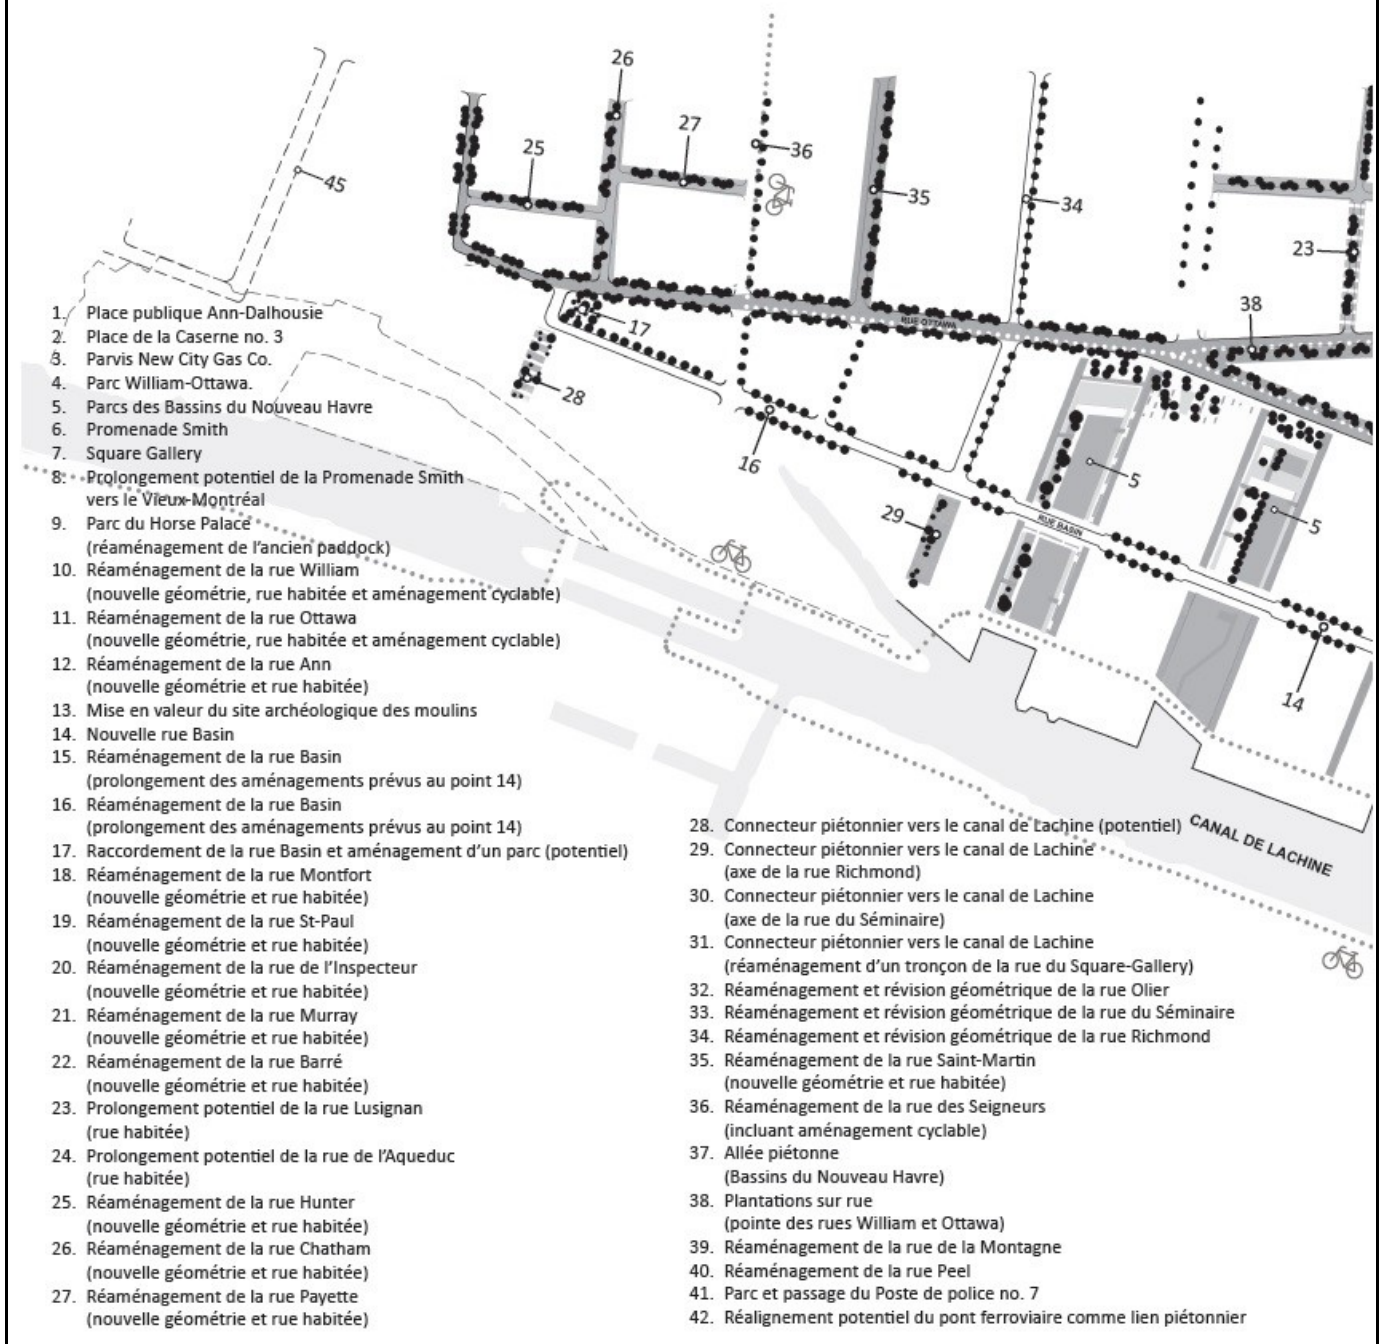 26
27
25
36
45
35
34
23
38
17
28
16
5
5
29
14
RUE OTTAWA
RUE BASIN
CANAL DE LACHINE
1. Place publique Ann-Dalhousie
2. Place de la Caserne no. 3
3. Parvis New City Gas Co.
4. Parc William-Ottawa.
5. Parcs des Bassins du Nouveau Havre
6. Promenade Smith
7. Square Gallery
8. Prolongement potentiel de la Promenade Smith
vers le Vieux-Montréal
9. Parc du Horse Palace
(réaménagement de l'ancien paddock)
10. Réaménagement de la rue William
(nouvelle géométrie, rue habitée et aménagement cyclable)
11. Réaménagement de la rue Ottawa
(nouvelle géométrie, rue habitée et aménagement cyclable)
12. Réaménagement de la rue Ann
(nouvelle géométrie et rue habitée)
13. Mise en valeur du site archéologique des moulins
14. Nouvelle rue Basin
15. Réaménagement de la rue Basin
(prolongement des aménagements prévus au point 14)
16. Réaménagement de la rue Basin
(prolongement des aménagements prévus au point 14)
17. Raccordement de la rue Basin et aménagement d'un parc (potentiel)
18. Réaménagement de la rue Montfort
(nouvelle géométrie et rue habitée)
19. Réaménagement de la rue St-Paul
(nouvelle géométrie et rue habitée)
20. Réaménagement de la rue de l'Inspecteur
(nouvelle géométrie et rue habitée)
21. Réaménagement de la rue Murray
(nouvelle géométrie et rue habitée)
22. Réaménagement de la rue Barré
(nouvelle géométrie et rue habitée)
23. Prolongement potentiel de la rue Lusignan
(rue habitée)
24. Prolongement potentiel de la rue de l'Aqueduc
(rue habitée)
25. Réaménagement de la rue Hunter
(nouvelle géométrie et rue habitée)
26. Réaménagement de la rue Chatham
(nouvelle géométrie et rue habitée)
27. Réaménagement de la rue Payette
(nouvelle géométrie et rue habitée)
28. Connecteur piétonnier vers le canal de Lachine (potentiel)
29. Connecteur piétonnier vers le canal de Lachine
(axe de la rue Richmond)
30. Connecteur piétonnier vers le canal de Lachine
(axe de la rue du Séminaire)
31. Connecteur piétonnier vers le canal de Lachine
(réaménagement d'un tronçon de la rue du Square-Gallery)
32. Réaménagement et révision géométrique de la rue Olier
33. Réaménagement et révision géométrique de la rue du Séminaire
34. Réaménagement et révision géométrique de la rue Richmond
35. Réaménagement de la rue Saint-Martin
(nouvelle géométrie et rue habitée)
36. Réaménagement de la rue des Seigneurs
(incluant aménagement cyclable)
37. Allée piétonne
(Bassins du Nouveau Havre)
38. Plantations sur rue
(pointe des rues William et Ottawa)
39. Réaménagement de la rue de la Montagne
40. Réaménagement de la rue Peel
41. Parc et passage du Poste de police no. 7
42. Réalignement potentiel du pont ferroviaire comme lien piétonnier